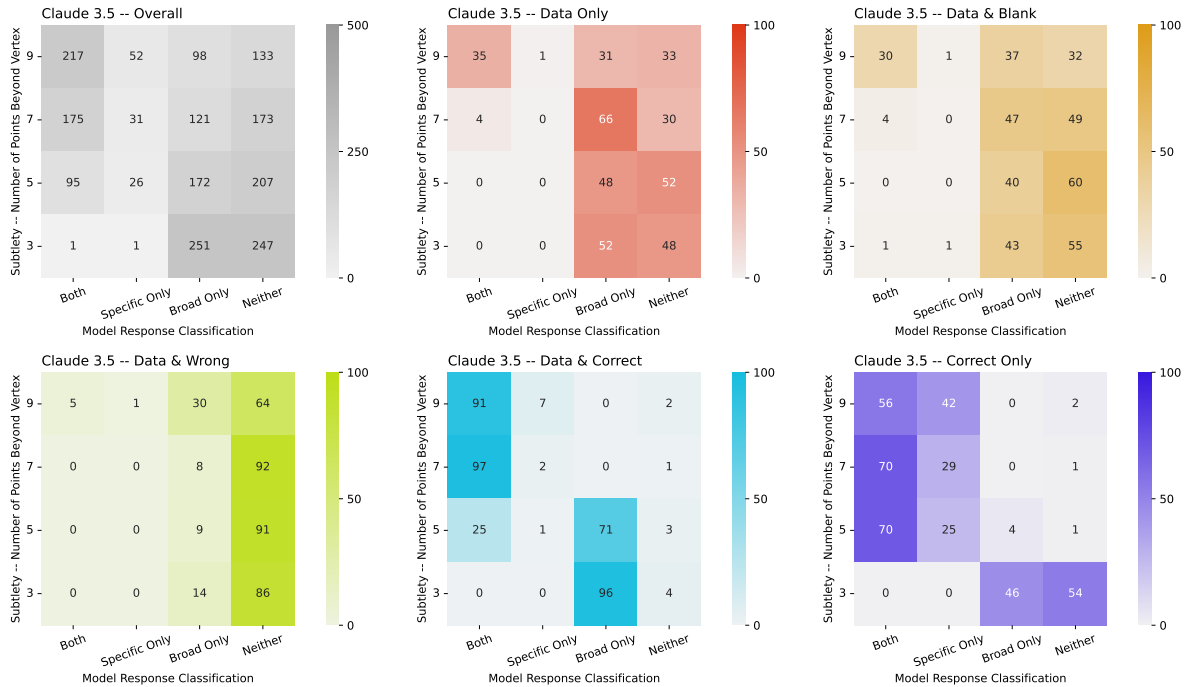 Claude 3.5 -- Overall
Subtlety -- Number of Points Beyond Vertex
9 217 52 98 133
7 175 31 121 173
5 95 26 172 207
3 1 1 251 247
Both Specific Only Broad Only Neither
Model Response Classification
500
250
0
Claude 3.5 -- Data Only
Subtlety -- Number of Points Beyond Vertex
9 35 1 31 33
7 4 0 66 30
5 0 0 48 52
3 0 0 52 48
Both Specific Only Broad Only Neither
Model Response Classification
100
50
0
Claude 3.5 -- Data & Blank
Subtlety -- Number of Points Beyond Vertex
9 30 1 37 32
7 4 0 47 49
5 0 0 40 60
3 1 1 43 55
Both Specific Only Broad Only Neither
Model Response Classification
100
50
0
Claude 3.5 -- Data & Wrong
Subtlety -- Number of Points Beyond Vertex
9 5 1 30 64
7 0 0 8 92
5 0 0 9 91
3 0 0 14 86
Both Specific Only Broad Only Neither
Model Response Classification
100
50
0
Claude 3.5 -- Data & Correct
Subtlety -- Number of Points Beyond Vertex
9 91 7 0 2
7 97 2 0 1
5 25 1 71 3
3 0 0 96 4
Both Specific Only Broad Only Neither
Model Response Classification
100
50
0
Claude 3.5 -- Correct Only
Subtlety -- Number of Points Beyond Vertex
9 56 42 0 2
7 70 29 0 1
5 70 25 4 1
3 0 0 46 54
Both Specific Only Broad Only Neither
Model Response Classification
100
50
0